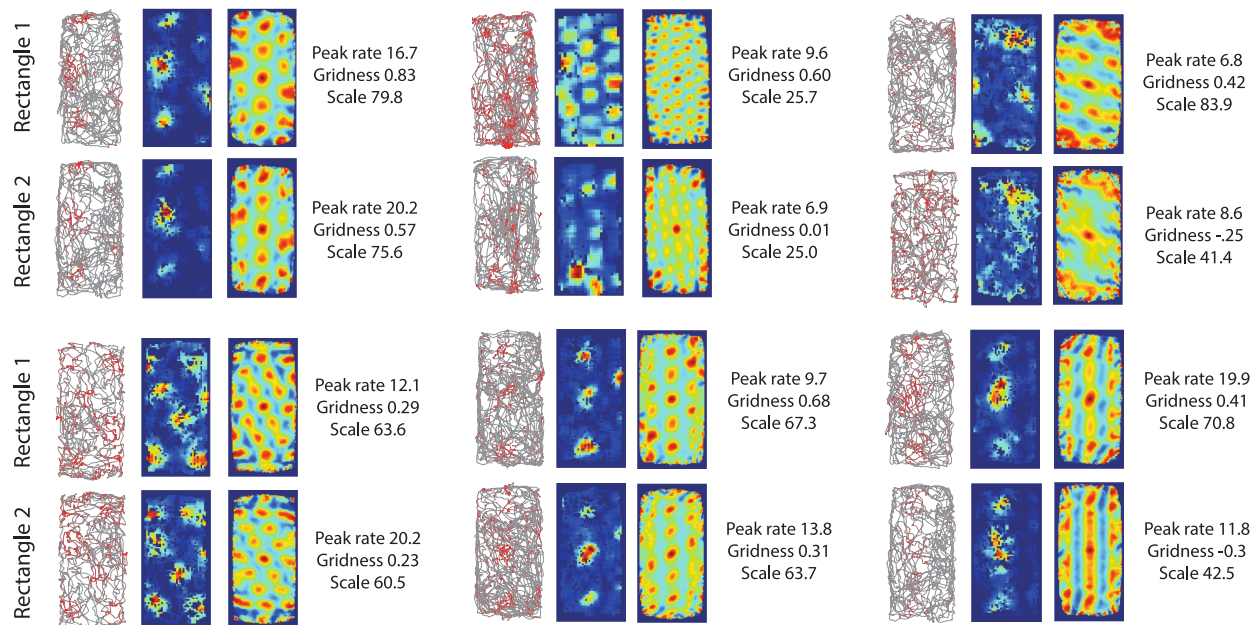 Rectangle 1
Peak rate 16.7
Gridness 0.83
Scale 79.8
Peak rate 9.6
Gridness 0.60
Scale 25.7
Peak rate 6.8
Gridness 0.42
Scale 83.9
Rectangle 2
Peak rate 20.2
Gridness 0.57
Scale 75.6
Peak rate 6.9
Gridness 0.01
Scale 25.0
Peak rate 8.6
Gridness -.25
Scale 41.4
Rectangle 1
Peak rate 12.1
Gridness 0.29
Scale 63.6
Peak rate 9.7
Gridness 0.68
Scale 67.3
Peak rate 19.9
Gridness 0.41
Scale 70.8
Rectangle 2
Peak rate 20.2
Gridness 0.23
Scale 60.5
Peak rate 13.8
Gridness 0.31
Scale 63.7
Peak rate 11.8
Gridness -0.3
Scale 42.5